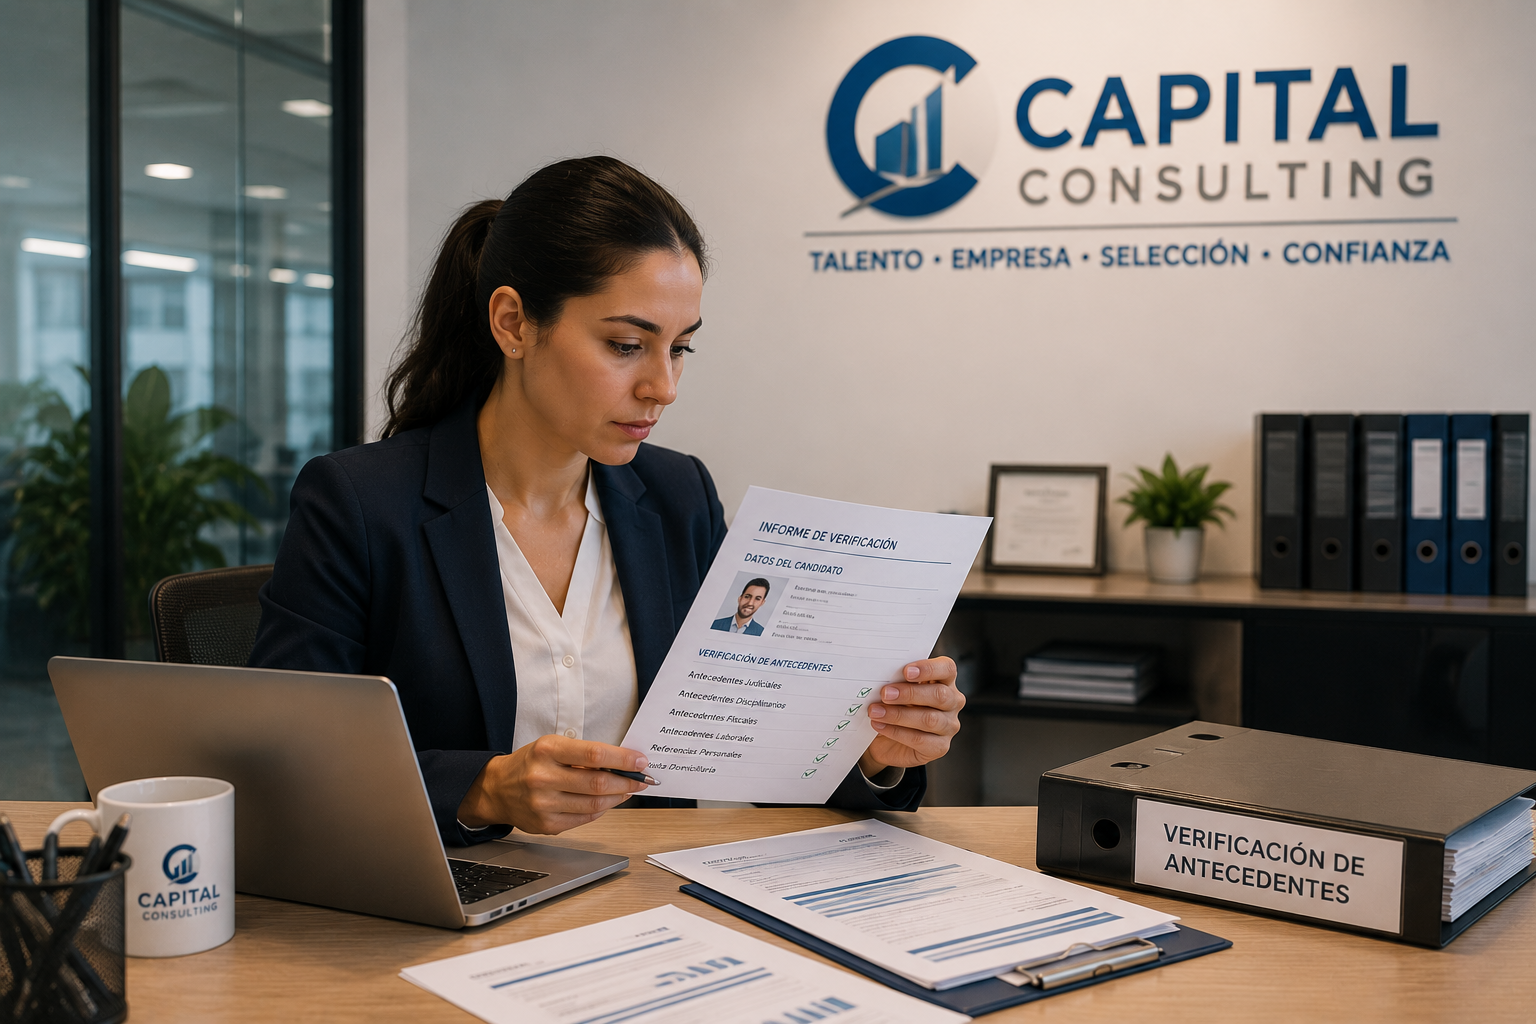 CAPITAL
CONSULTING
TALENTO • EMPRESA • SELECCIÓN • CONFIANZA
INFORME DE VERIFICACIÓN
DATOS DEL CANDIDATO
VERIFICACIÓN DE ANTECEDENTES
Antecedentes Judiciales
Antecedentes Disciplinarios
Antecedentes Fiscales
Antecedentes Laborales
Referencias Personales
Domiciliaria
CAPITAL
CONSULTING
VERIFICACIÓN DE
ANTECEDENTES